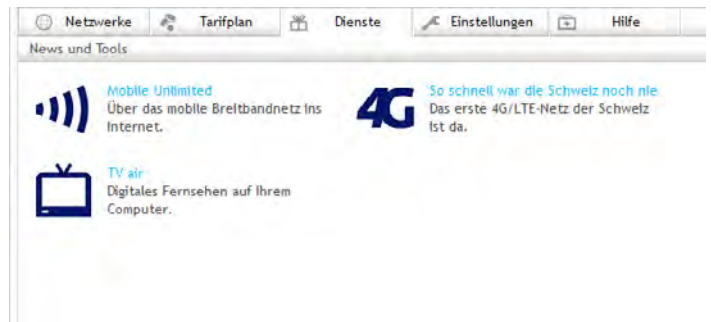 Netzwerke Tarifplan Dienste Einstellungen Hilfe
News und Tools
Mobile Unlimited
Über das mobile Breitbandnetz ins
Internet.
4G
So schnell war die Schweiz noch nie.
Das erste 4G/LTE-Netz der Schweiz
ist da.
TV air
Digitales Fernsehen auf Ihrem
Computer.